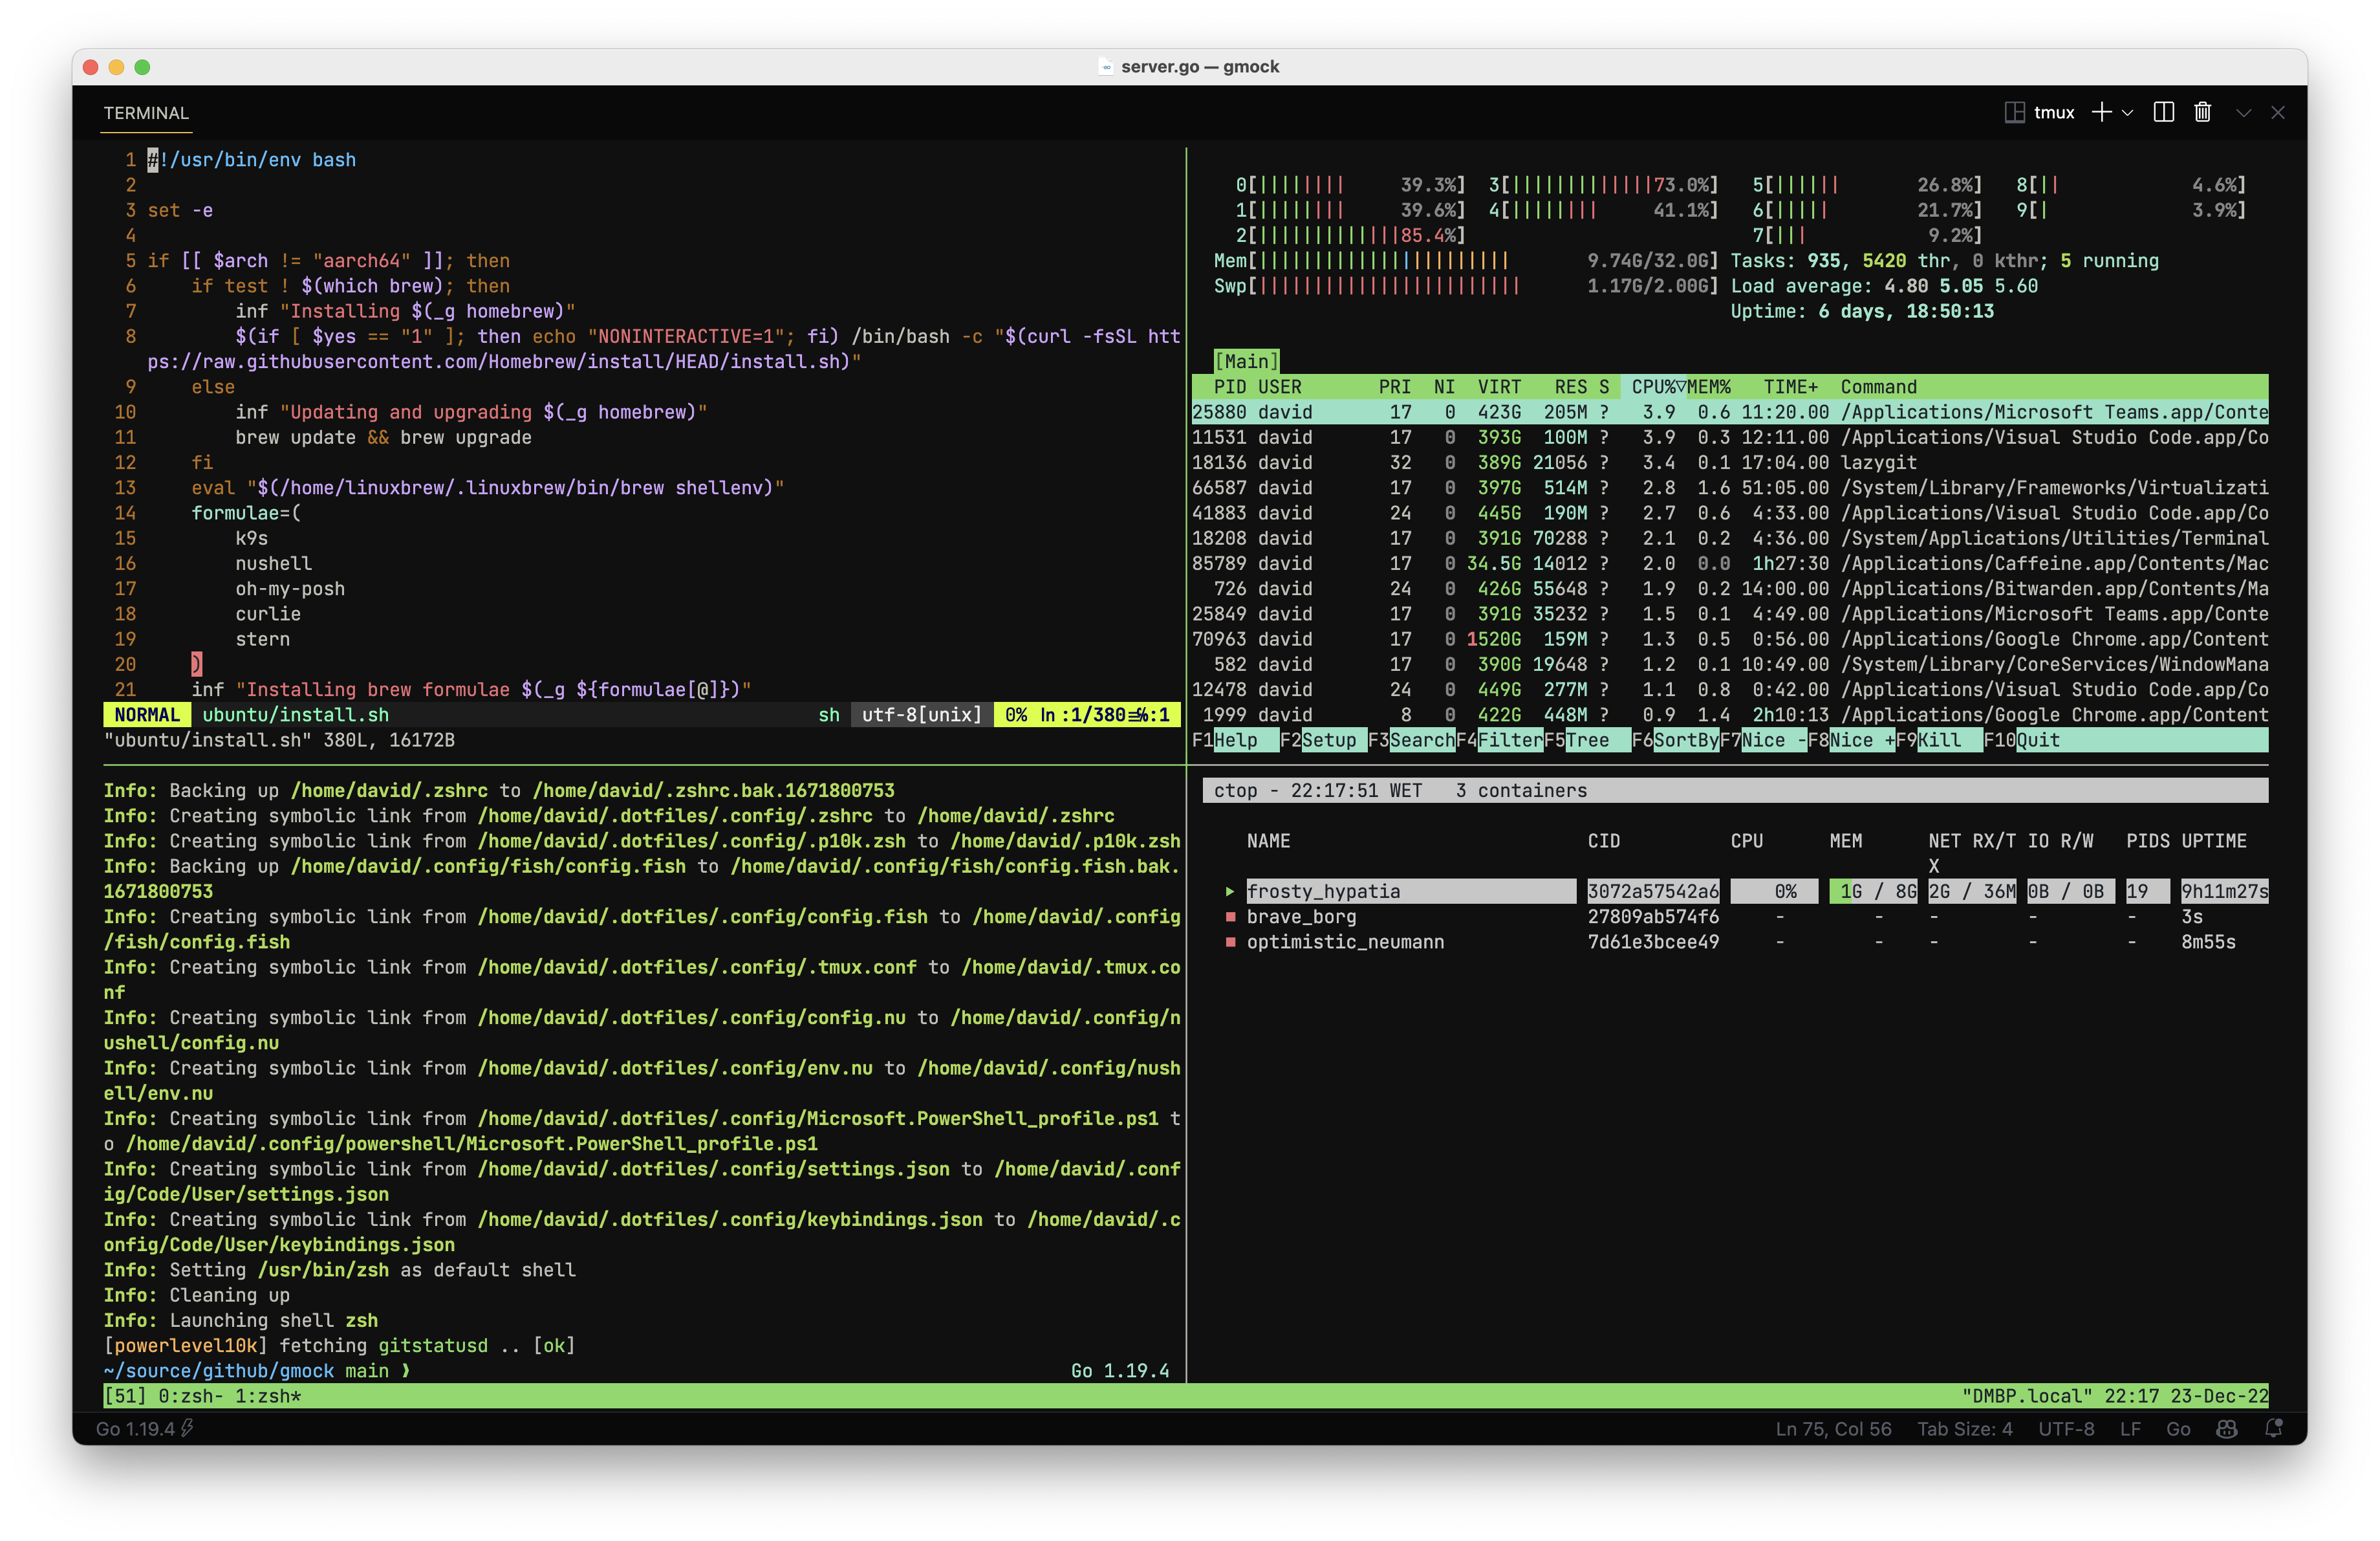 server.go — gmock
TERMINAL
tmux
1 #!/usr/bin/env bash
2
3 set -e
4
5 if [[ $arch != "aarch64" ]]; then
6     if test ! $(which brew); then
7         inf "Installing $(_g homebrew)"
8         $(if [ $yes == "1" ]; then echo "NONINTERACTIVE=1"; fi) /bin/bash -c "$(curl -fsSL htt
ps://raw.githubusercontent.com/Homebrew/install/HEAD/install.sh)"
9     else
10         inf "Updating and upgrading $(_g homebrew)"
11         brew update && brew upgrade
12     fi
13     eval "$(/home/linuxbrew/.linuxbrew/bin/brew shellenv)"
14     formulae=(
15         k9s
16         nushell
17         oh-my-posh
18         curlie
19         stern
20     )
21     inf "Installing brew formulae $(_g ${formulae[@]})"
NORMAL ubuntu/install.sh sh utf-8[unix] 0% ln :1/380≡℅:1
"ubuntu/install.sh" 380L, 16172B
0[|||||||| 39.3%] 3[|||||||||||||73.0%] 5[|||||| 26.8%] 8[|| 4.6%]
1[|||||||| 39.6%] 4[|||||||| 41.1%] 6[||||| 21.7%] 9[| 3.9%]
2[|||||||||||||85.4%] 7[||| 9.2%]
Mem[||||||||||||||||||||||| 9.74G/32.0G] Tasks: 935, 5420 thr, 0 kthr; 5 running
Swp[|||||||||||||||||||||||| 1.17G/2.00G] Load average: 4.80 5.05 5.60
Uptime: 6 days, 18:50:13
[Main]
PID USER PRI NI VIRT RES S CPU%▽MEM% TIME+ Command
25880 david 17 0 423G 205M ? 3.9 0.6 11:20.00 /Applications/Microsoft Teams.app/Conte
11531 david 17 0 393G 100M ? 3.9 0.3 12:11.00 /Applications/Visual Studio Code.app/Co
18136 david 32 0 389G 21056 ? 3.4 0.1 17:04.00 lazygit
66587 david 17 0 397G 514M ? 2.8 1.6 51:05.00 /System/Library/Frameworks/Virtualizati
41883 david 24 0 445G 190M ? 2.7 0.6 4:33.00 /Applications/Visual Studio Code.app/Co
18208 david 17 0 391G 70288 ? 2.1 0.2 4:36.00 /System/Applications/Utilities/Terminal
85789 david 17 0 34.5G 14012 ? 2.0 0.0 1h27:30 /Applications/Caffeine.app/Contents/Mac
726 david 24 0 426G 55648 ? 1.9 0.2 14:00.00 /Applications/Bitwarden.app/Contents/Ma
25849 david 17 0 391G 35232 ? 1.5 0.1 4:49.00 /Applications/Microsoft Teams.app/Conte
70963 david 17 0 1520G 159M ? 1.3 0.5 0:56.00 /Applications/Google Chrome.app/Content
582 david 17 0 390G 19648 ? 1.2 0.1 10:49.00 /System/Library/CoreServices/WindowMana
12478 david 24 0 449G 277M ? 1.1 0.8 0:42.00 /Applications/Visual Studio Code.app/Co
1999 david 8 0 422G 448M ? 0.9 1.4 2h10:13 /Applications/Google Chrome.app/Content
F1Help F2Setup F3SearchF4FilterF5Tree F6SortByF7Nice -F8Nice +F9Kill F10Quit
Info: Backing up /home/david/.zshrc to /home/david/.zshrc.bak.1671800753
Info: Creating symbolic link from /home/david/.dotfiles/.config/.zshrc to /home/david/.zshrc
Info: Creating symbolic link from /home/david/.dotfiles/.config/.p10k.zsh to /home/david/.p10k.zsh
Info: Backing up /home/david/.config/fish/config.fish to /home/david/.config/fish/config.fish.bak.
1671800753
Info: Creating symbolic link from /home/david/.dotfiles/.config/config.fish to /home/david/.config
/fish/config.fish
Info: Creating symbolic link from /home/david/.dotfiles/.config/.tmux.conf to /home/david/.tmux.co
nf
Info: Creating symbolic link from /home/david/.dotfiles/.config/config.nu to /home/david/.config/n
ushell/config.nu
Info: Creating symbolic link from /home/david/.dotfiles/.config/env.nu to /home/david/.config/nush
ell/env.nu
Info: Creating symbolic link from /home/david/.dotfiles/.config/Microsoft.PowerShell_profile.ps1 t
o /home/david/.config/powershell/Microsoft.PowerShell_profile.ps1
Info: Creating symbolic link from /home/david/.dotfiles/.config/settings.json to /home/david/.conf
ig/Code/User/settings.json
Info: Creating symbolic link from /home/david/.dotfiles/.config/keybindings.json to /home/david/.c
onfig/Code/User/keybindings.json
Info: Setting /usr/bin/zsh as default shell
Info: Cleaning up
Info: Launching shell zsh
[powerlevel10k] fetching gitstatusd .. [ok]
~/source/github/gmock main ❯ Go 1.19.4
ctop - 22:17:51 WET 3 containers
NAME CID CPU MEM NET RX/T IO R/W PIDS UPTIME
X
frosty_hypatia 3072a57542a6 0% 1G / 8G 2G / 36M 0B / 0B 19 9h11m27s
brave_borg 27809ab574f6 - - - - - 3s
optimistic_neumann 7d61e3bcee49 - - - - - 8m55s
[51] 0:zsh- 1:zsh* "DMBP.local" 22:17 23-Dec-22
Go 1.19.4 Ln 75, Col 56 Tab Size: 4 UTF-8 LF Go